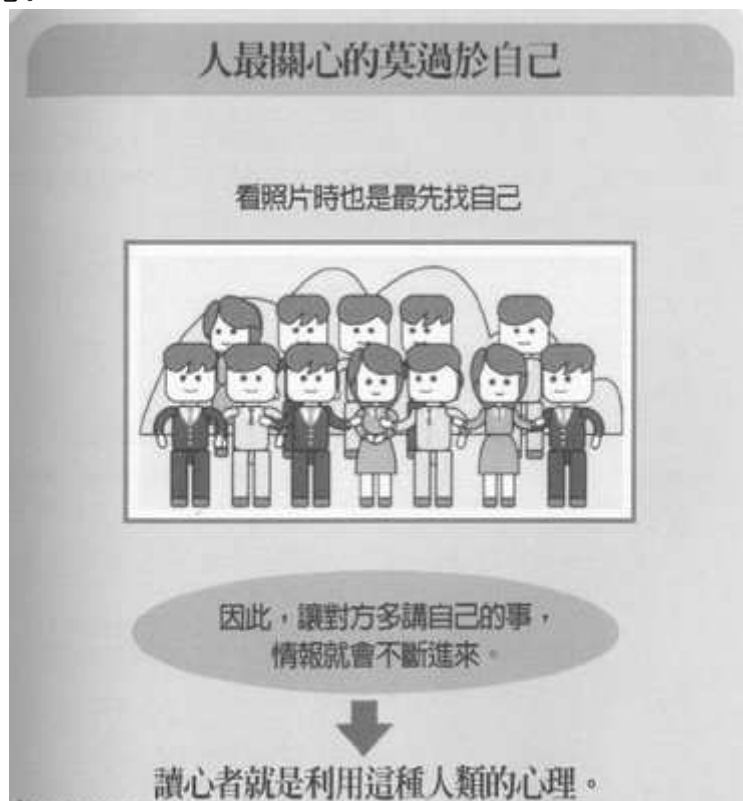 人最關心的莫過於自己
看照片時也是最先找自己
因此，讓對方多講自己的事，
情報就會不斷進來。
讀心者就是利用這種人類的心理。